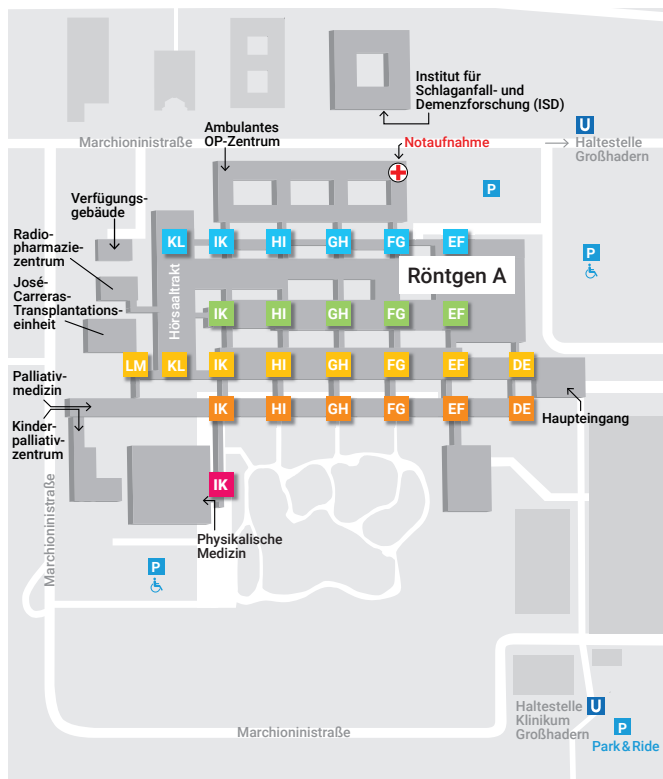 Institut für
Schlaganfall- und
Demenzforschung (ISD)
U
Marchioninistraße
Ambulantes
OP-Zentrum
Notaufnahme
Haltestelle
Großhadern
P
Verfügungs-
gebäude
Radio-
pharmazie-
zentrum
KL IK HI GH FG EF
P
Röntgen A
José-
Carreras-
Transplantations-
einheit
Hörsaaltrakt
IK HI GH FG EF
LM KL IK HI GH FG EF DE
Palliativ-
medizin
IK HI GH FG EF DE
Haupteingang
Kinder-
palliativ-
zentrum
IK
Marchioninistraße
Physikalische
Medizin
P
Haltestelle
Klinikum
Großhadern
U
P
Park & Ride
Marchioninistraße